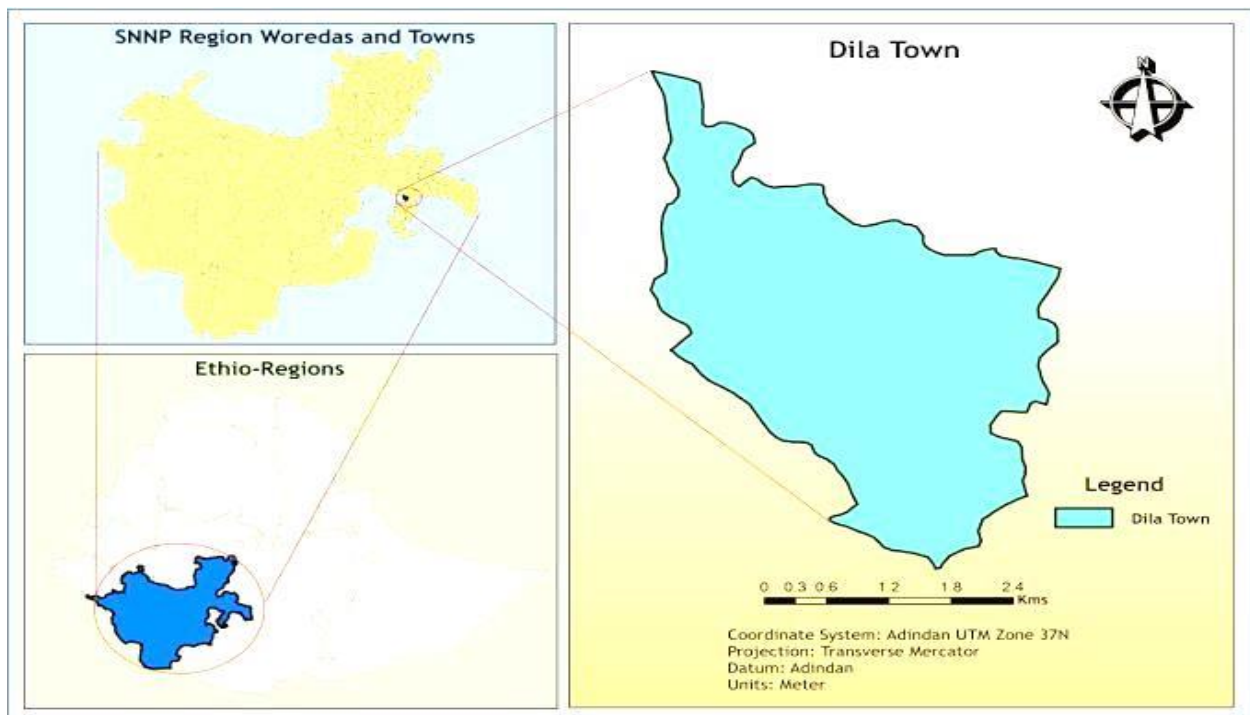 SNNP Region Woredas and Towns
Ethio-Regions
Dila Town
N
Legend
Dila Town
0 0.3 0.6 1.2 1.8 2.4
Kms
Coordinate System: Adindan UTM Zone 37N
Projection: Transverse Mercator
Datum: Adindan
Units: Meter